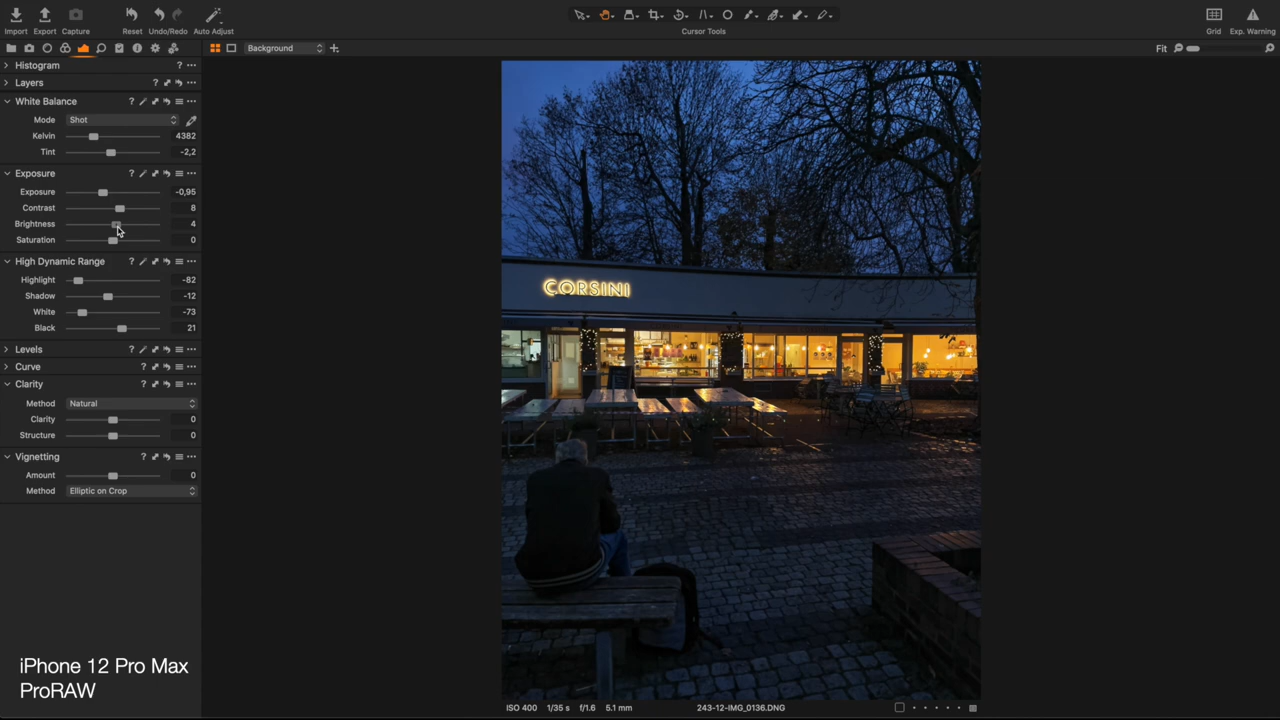 Import Export Capture Reset Undo/Redo Auto Adjust Cursor Tools Grid Exp. Warning
Background Fit
Histogram ?
Layers ?
White Balance ?
Mode Shot
Kelvin 4382
Tint -2,2
Exposure ?
Exposure -0,95
Contrast 8
Brightness 4
Saturation 0
High Dynamic Range ?
Highlight -82
Shadow -12
White -73
Black 21
Levels ?
Curve ?
Clarity ?
Method Natural
Clarity 0
Structure 0
Vignetting ?
Amount 0
Method Elliptic on Crop
CORSINI
iPhone 12 Pro Max
ProRAW
ISO 400 1/35 s f/1.6 5.1 mm 243-12-IMG_0136.DNG